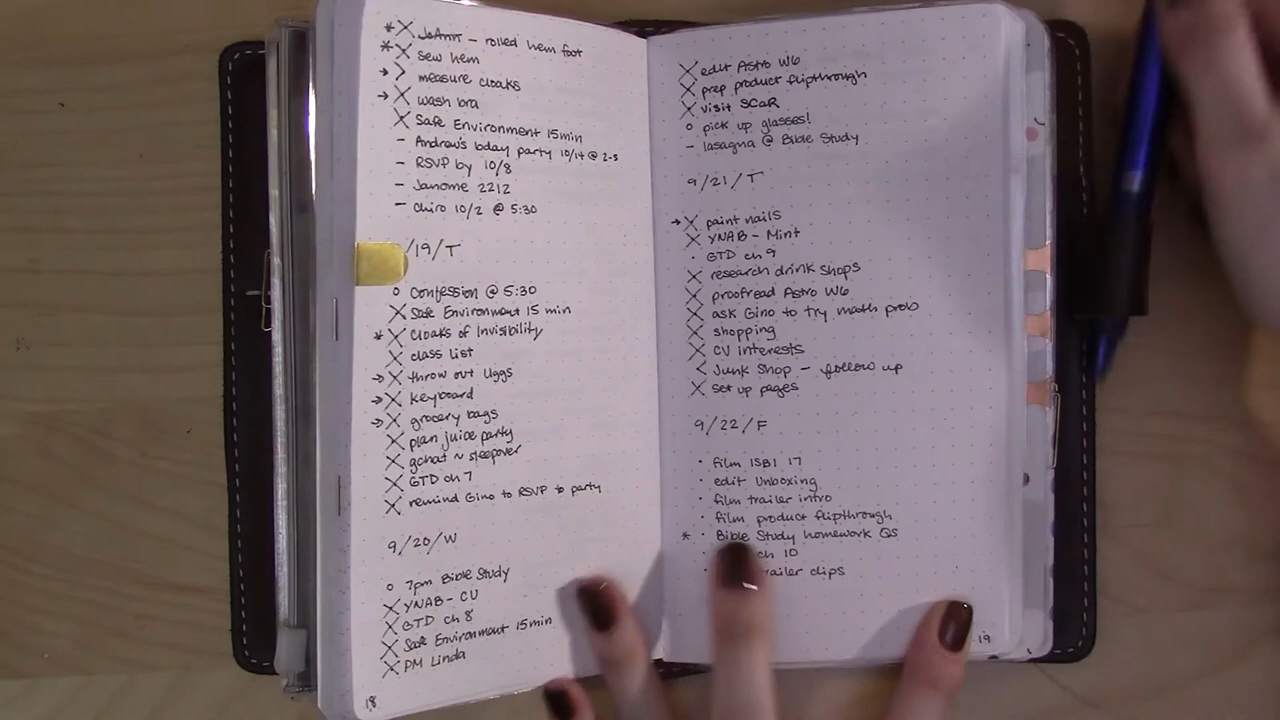 * X JoAnn - rolled hem foot
* X sew hem
→ > measure cloaks
→ X wash bra
X Safe Environment 15min
- Andrew's bday party 10/14 @ 2-5
- RSVP by 10/8
- Janome 2212
- Chiro 10/2 @ 5:30
/19/T
o Confession @ 5:30
X Safe Environment 15 min
* X Cloaks of Invisibility
X class list
→ X throw out Uggs
→ X keyboard
→ X grocery bags
X plan juice party
X gchat ~ sleepover
X GTD ch 7
X remind Gino to RSVP to party
9/20/W
o 7pm Bible Study
X YNAB - CU
X GTD ch 8
X Safe Environment 15min
X PM Linda
18
X edit Astro W6
X prep product flipthrough
X visit SCaR
o pick up glasses!
- lasagna @ Bible Study
9/21/T
→ X paint nails
X YNAB - Mint
· GTD ch 9
X research drink shops
X proofread Astro W6
X ask Gino to try math prob
X shopping
X CV interests
< Junk Shop - follow up
X set up pages
9/22/F
· film ISBI 17
· edit Unboxing
· film trailer intro
· film product flipthrough
* · Bible Study homework QS
ch 10
· trailer clips
19